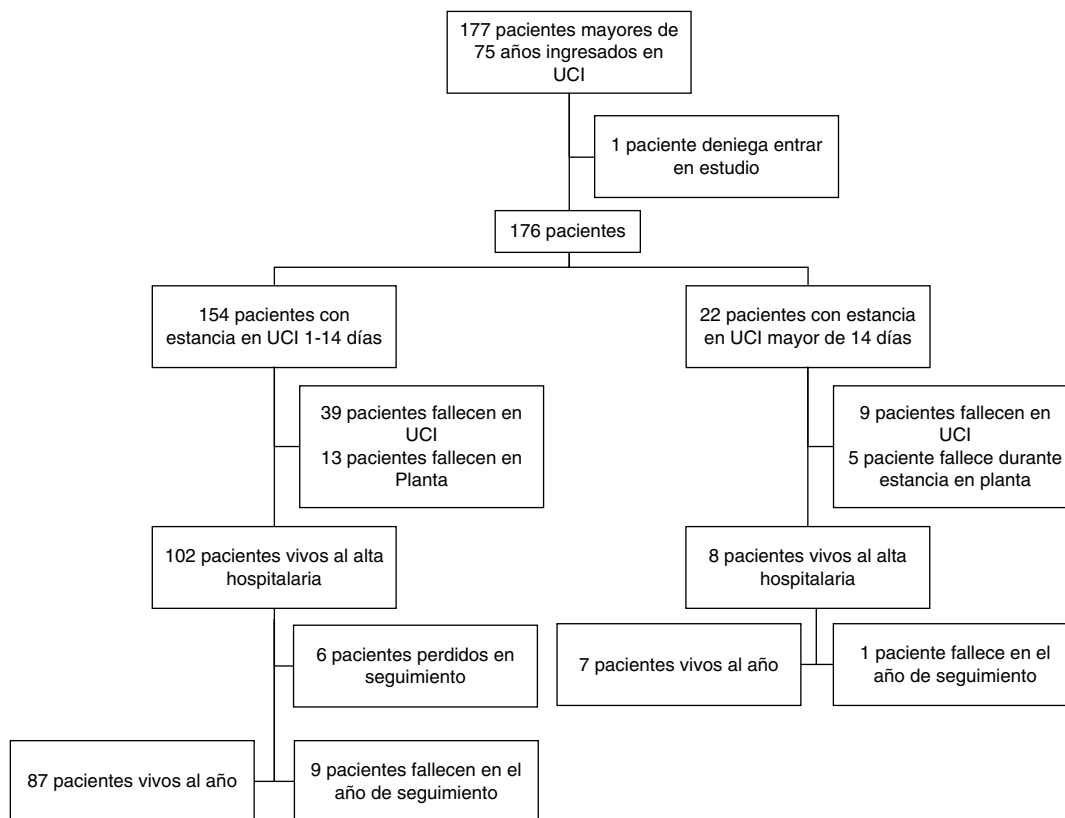 177 pacientes mayores de
75 años ingresados en
UCI
1 paciente deniega entrar
en estudio
176 pacientes
154 pacientes con
estancia en UCI 1-14 días
22 pacientes con estancia
en UCI mayor de 14 días
39 pacientes fallecen en
UCI
13 pacientes fallecen en
Planta
9 pacientes fallecen en
UCI
5 paciente fallece durante
estancia en planta
102 pacientes vivos al alta
hospitalaria
8 pacientes vivos al alta
hospitalaria
6 pacientes perdidos en
seguimiento
7 pacientes vivos al año
1 paciente fallece en el
año de seguimiento
87 pacientes vivos al año
9 pacientes fallecen en el
año de seguimiento